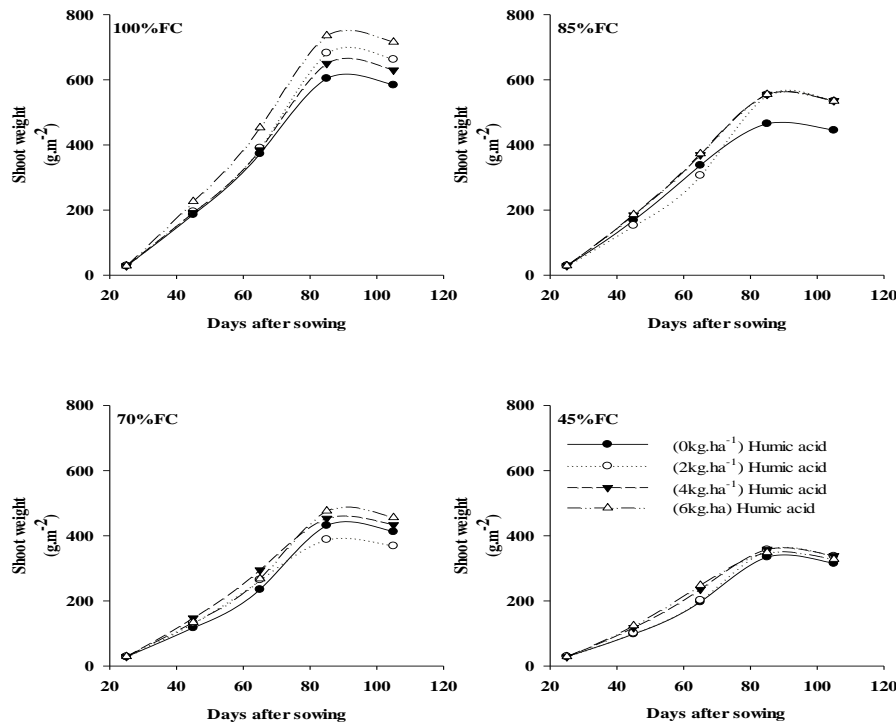 100%FC
800
600
400
200
0
Shoot weight
(g.m-2)
20 40 60 80 100 120
Days after sowing
85%FC
800
600
400
200
0
Shoot weight
(g.m-2)
20 40 60 80 100 120
Days after sowing
70%FC
800
600
400
200
0
Shoot weight
(g.m-2)
20 40 60 80 100 120
Days after sowing
45%FC
800
600
400
200
0
Shoot weight
(g.m-2)
(0kg.ha-1) Humic acid
(2kg.ha-1) Humic acid
(4kg.ha-1) Humic acid
(6kg.ha) Humic acid
20 40 60 80 100 120
Days after sowing